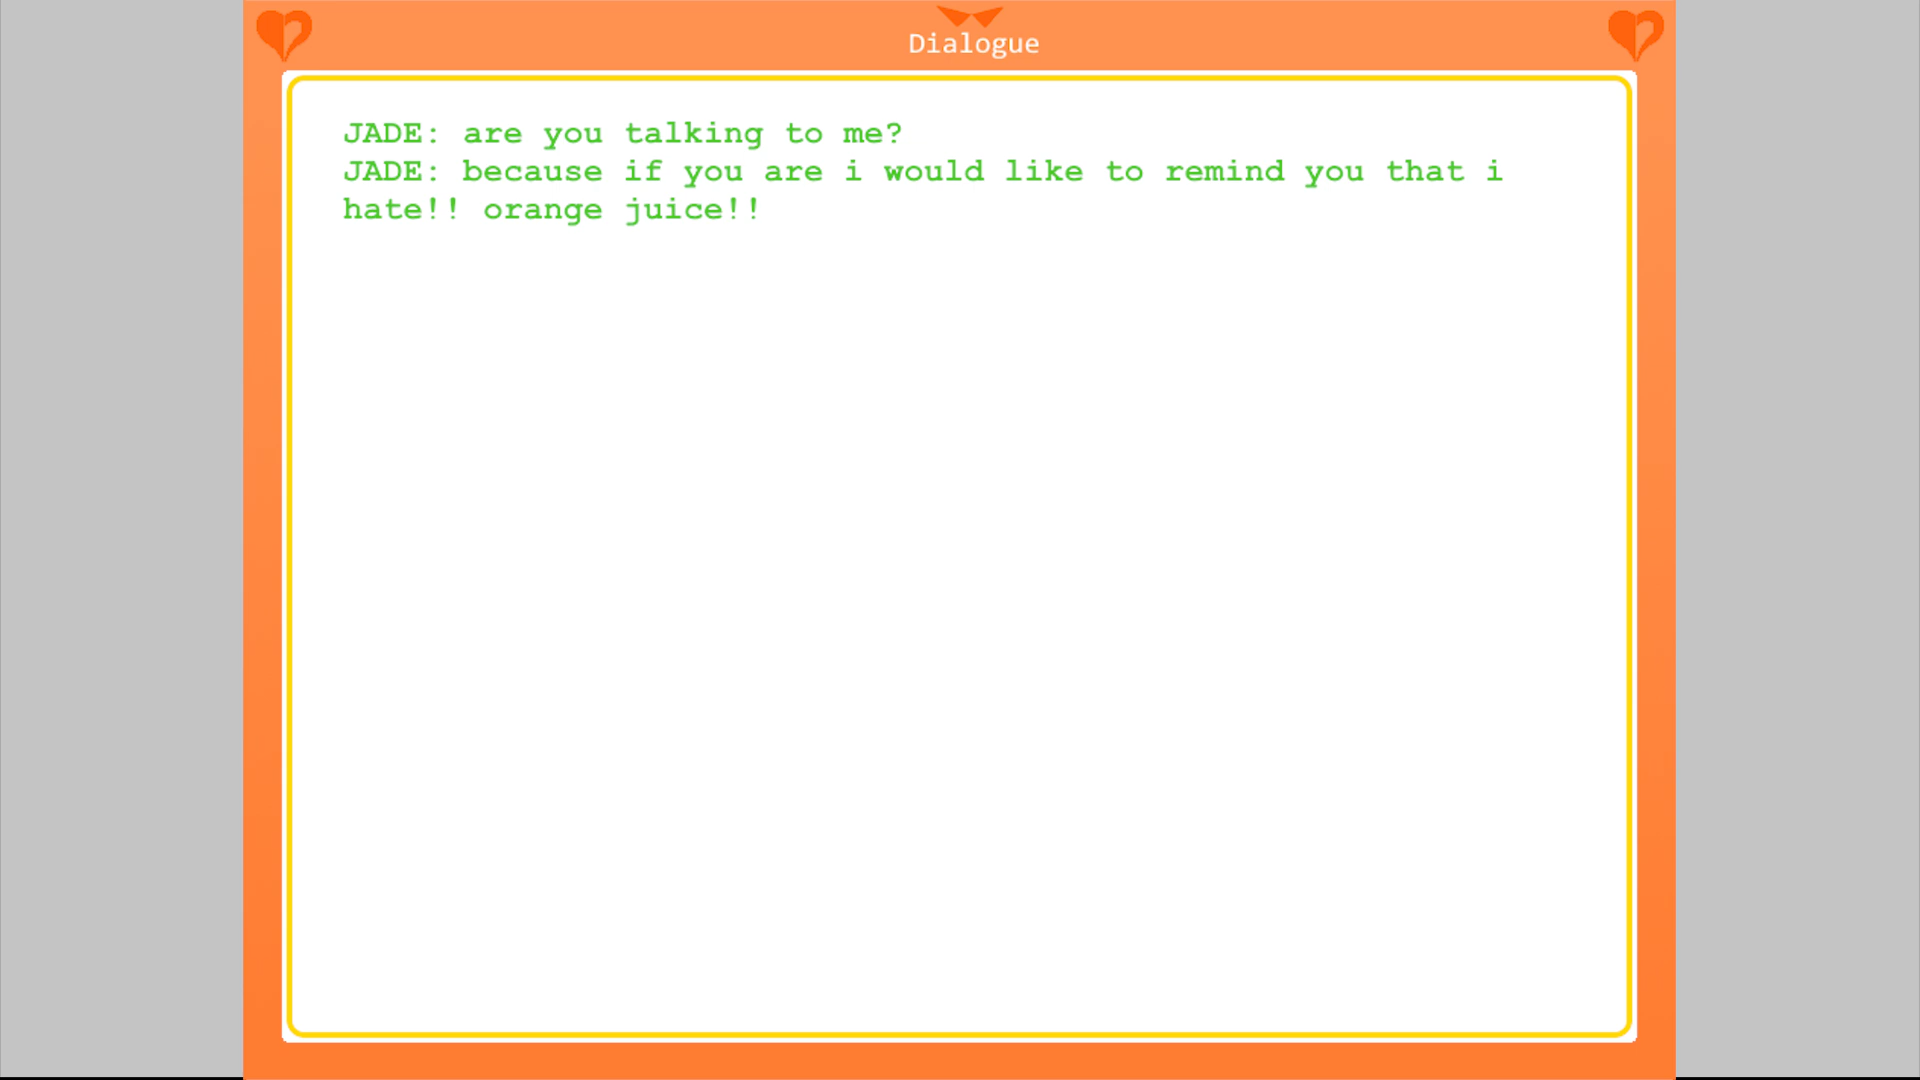 Dialogue
JADE: are you talking to me?
JADE: because if you are i would like to remind you that i
hate!! orange juice!!